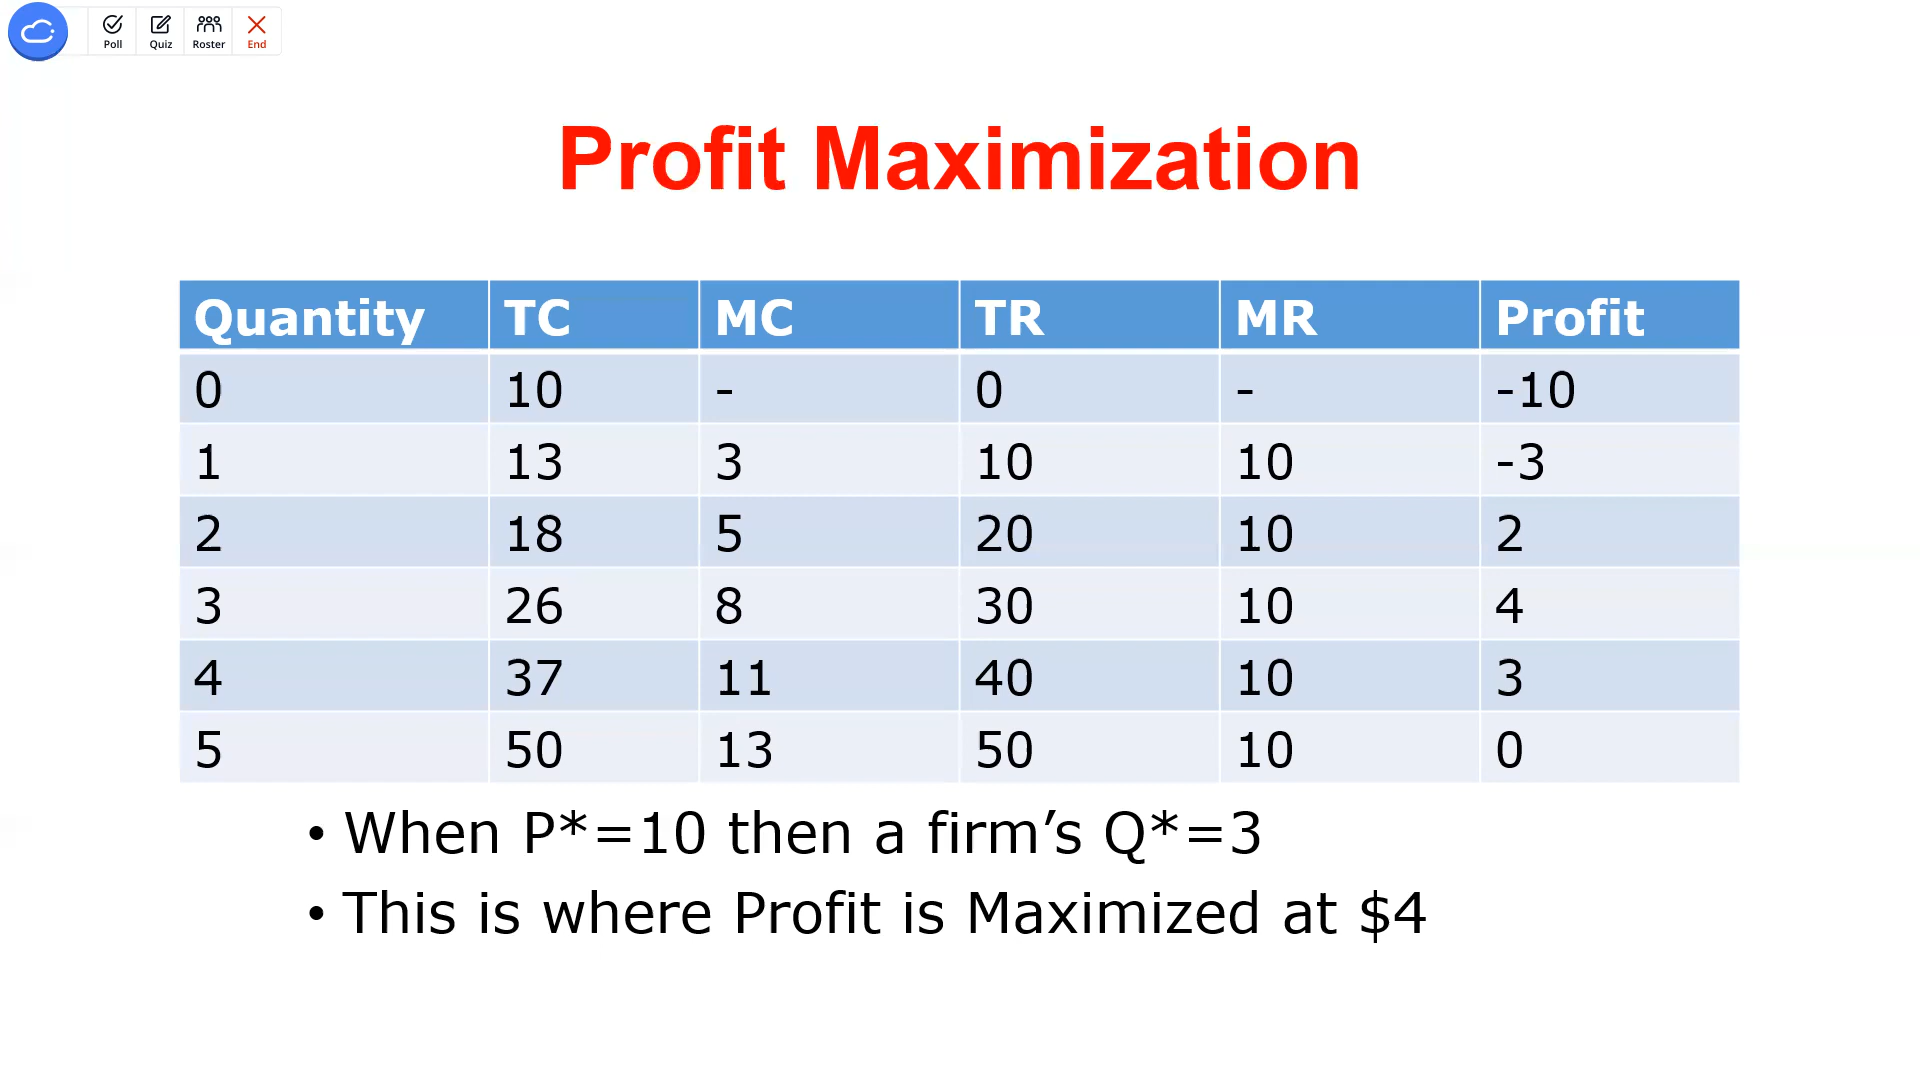 Poll Quiz Roster End
Profit Maximization
Quantity TC MC TR MR Profit
0 10 - 0 - -10
1 13 3 10 10 -3
2 18 5 20 10 2
3 26 8 30 10 4
4 37 11 40 10 3
5 50 13 50 10 0
• When P*=10 then a firm’s Q*=3
• This is where Profit is Maximized at $4